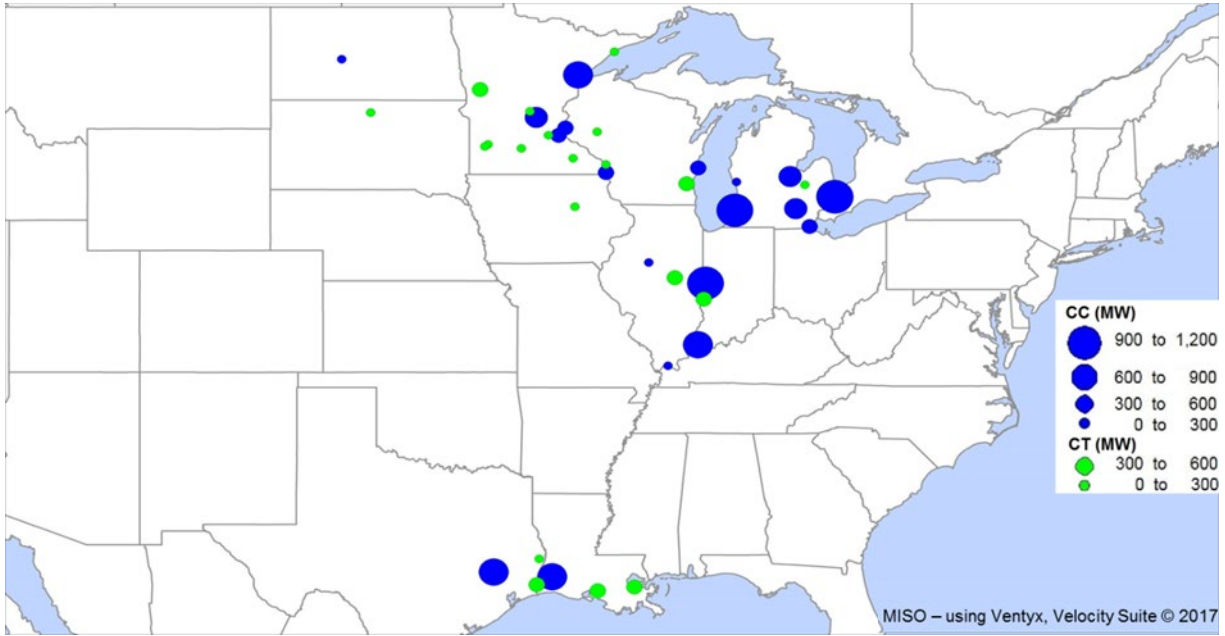 CC (MW)
900 to 1,200
600 to 900
300 to 600
0 to 300
CT (MW)
300 to 600
0 to 300
MISO – using Ventyx, Velocity Suite © 2017